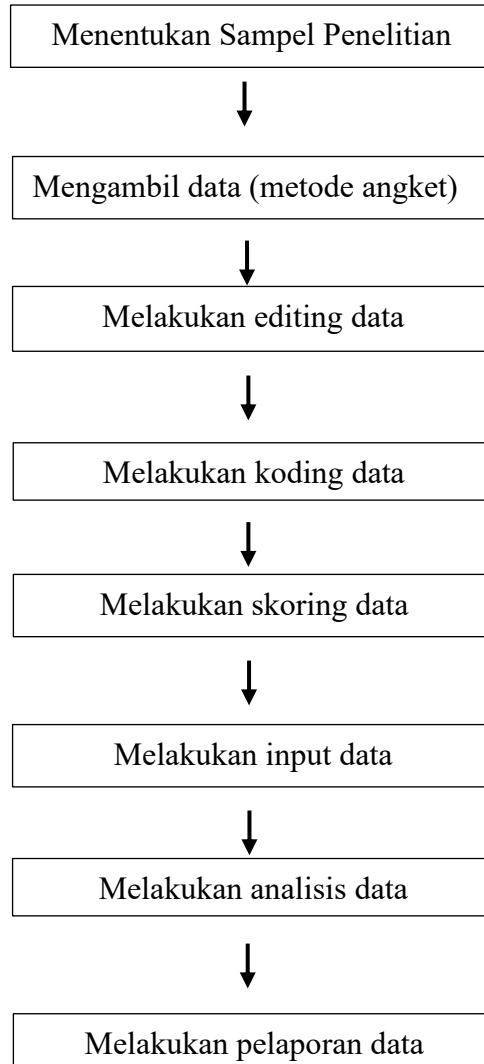 Menentukan Sampel Penelitian
Mengambil data (metode angket)
Melakukan editing data
Melakukan koding data
Melakukan skoring data
Melakukan input data
Melakukan analisis data
Melakukan pelaporan data